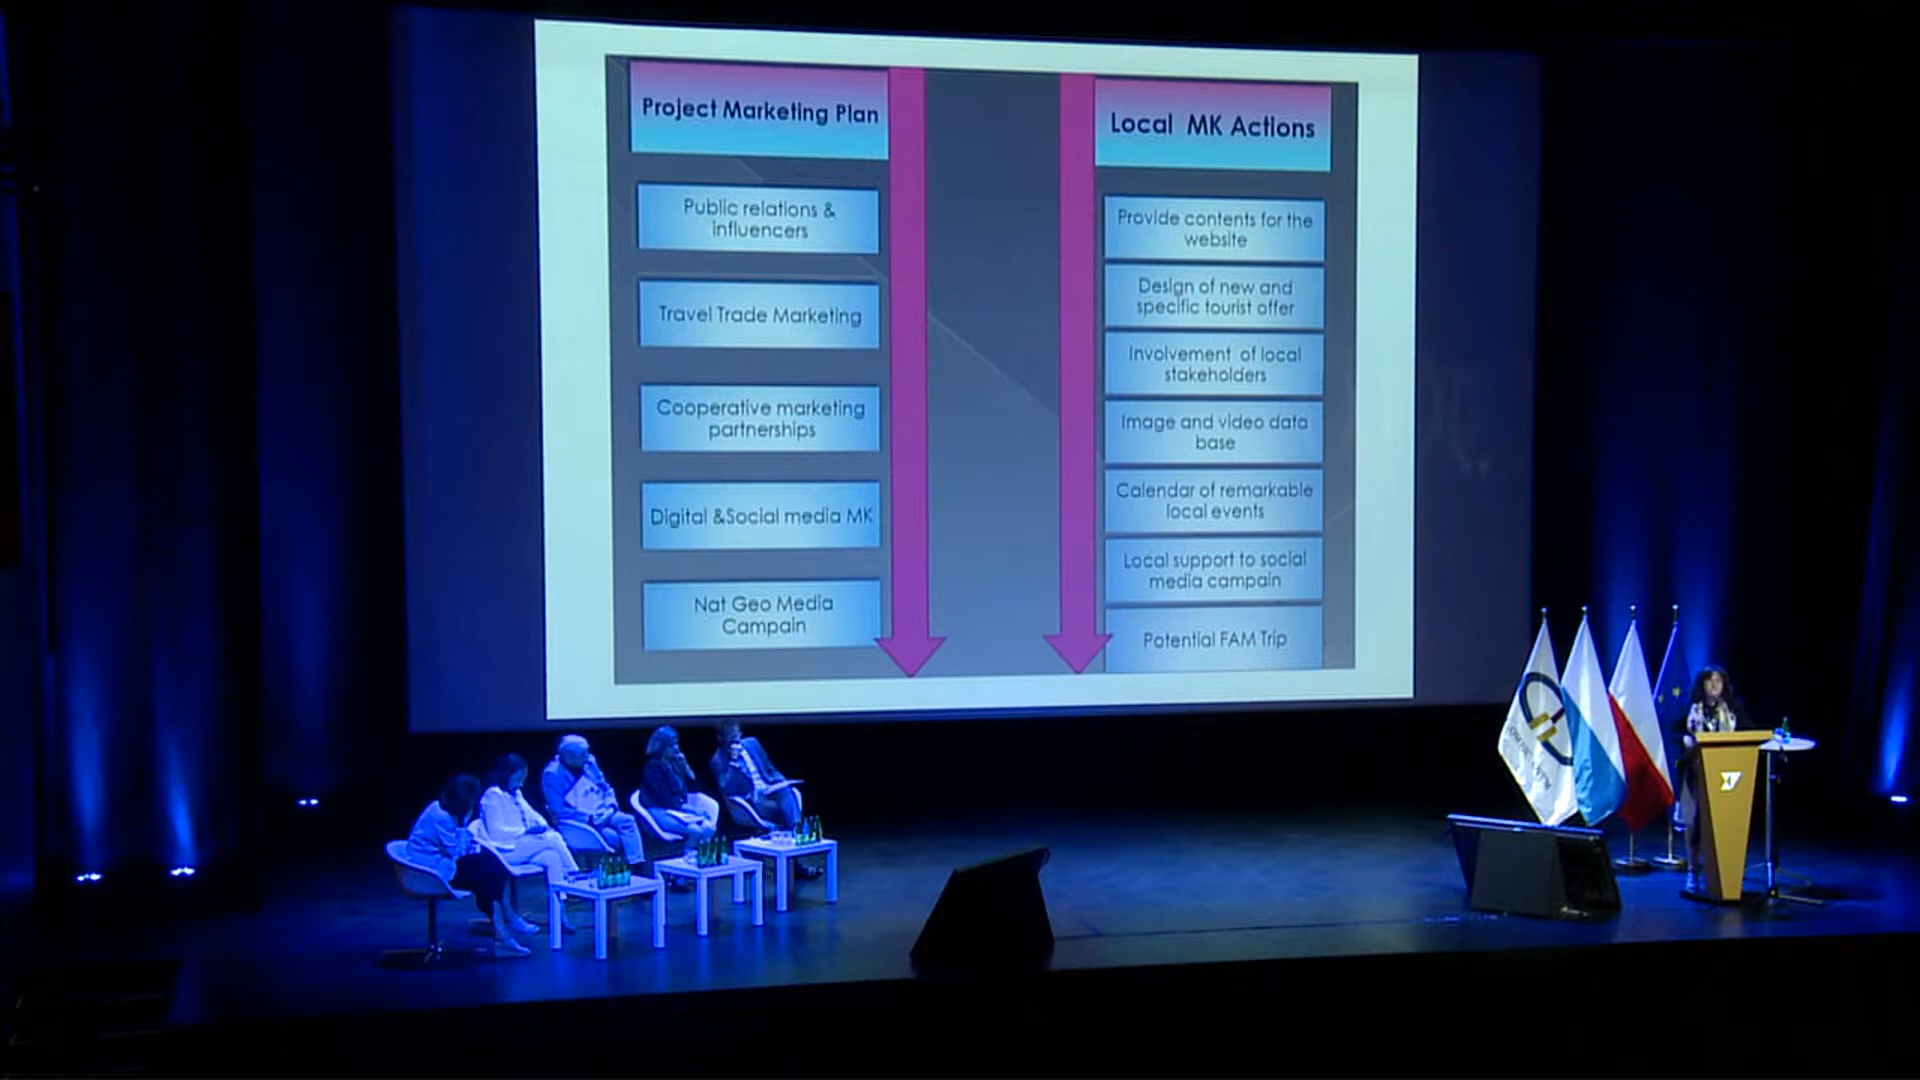 Project Marketing Plan
Public relations &
influencers
Travel Trade Marketing
Cooperative marketing
partnerships
Digital &Social media MK
Nat Geo Media
Campain
Local MK Actions
Provide contents for the
website
Design of new and
specific tourist offer
Involvement of local
stakeholders
Image and video data
base
Calendar of remarkable
local events
Local support to social
media campain
Potential FAM Trip